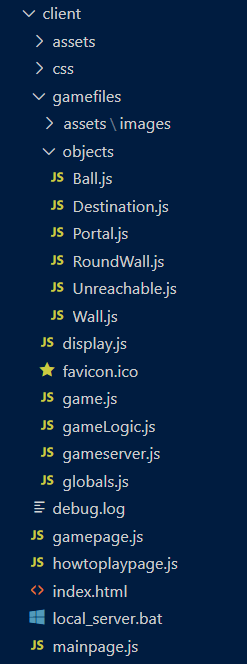 client
assets
css
gamefiles
assets\images
objects
JS Ball.js
JS Destination.js
JS Portal.js
JS RoundWall.js
JS Unreachable.js
JS Wall.js
JS display.js
favicon.ico
JS game.js
JS gameLogic.js
JS gameserver.js
JS globals.js
debug.log
JS gamepage.js
JS howtoplaypage.js
<> index.html
local_server.bat
JS mainpage.js